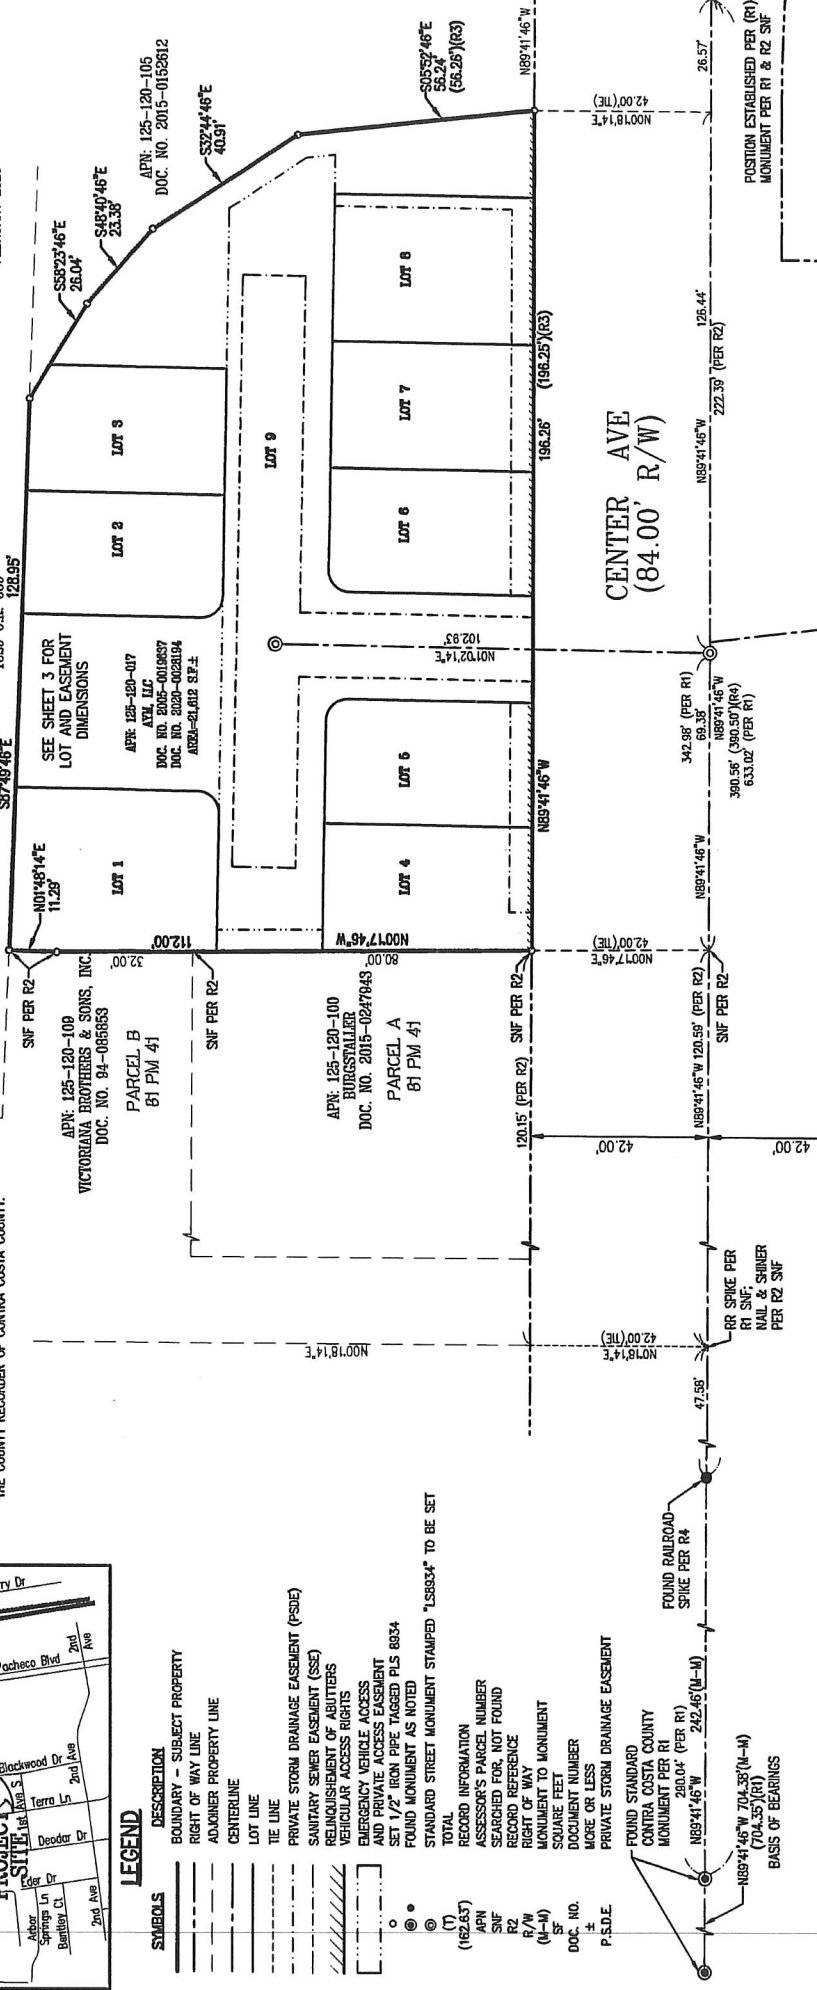 THE COUNTY RECORDER OF CONTRA COSTA COUNTY.
Pacheco Blvd
2nd Ave
Blackwood Dr
2nd Ave
1st Ave S
Terra Ln
Deodar Dr
SITE
Eder Dr
Arbor
Springs Ln
Bentley Ct
2nd Ave
LEGEND
SYMBOLS DESCRIPTION
BOUNDARY - SUBJECT PROPERTY
RIGHT OF WAY LINE
ADJOINER PROPERTY LINE
CENTERLINE
LOT LINE
TIE LINE
PRIVATE STORM DRAINAGE EASEMENT (PSDE)
SANITARY SEWER EASEMENT (SSE)
RELINQUISHEMENT OF ABUTTERS
VEHICULAR ACCESS RIGHTS
EMERGENCY VEHICLE ACCESS
AND PRIVATE ACCESS EASEMENT
SET 1/2" IRON PIPE TAGGED PLS 8934
FOUND MONUMENT AS NOTED
STANDARD STREET MONUMENT STAMPED "LS8934" TO BE SET
(T) TOTAL
(162.63') RECORD INFORMATION
APN ASSESSOR'S PARCEL NUMBER
SNF SEARCHED FOR, NOT FOUND
R2 RECORD REFERENCE
R/W RIGHT OF WAY
(M-M) MONUMENT TO MONUMENT
SF SQUARE FEET
DOC. NO. DOCUMENT NUMBER
± MORE OR LESS
P.S.D.E. PRIVATE STORM DRAINAGE EASEMENT
FOUND STANDARD
CONTRA COSTA COUNTY
MONUMENT PER R1
280.04' (PER R1)
N89°41'46"W 242.46'(M-M)
N89°41'46"W 704.38'(M-M)
(704.35')(R1)
BASIS OF BEARINGS
FOUND RAILROAD
SPIKE PER R4
47.58'
RR SPIKE PER
R1 SNF;
NAIL & SHINER
PER R2 SNF
N00°18'14"E
N0°18'14"E
42.00'(TIE)
42.00'
42.00'
120.15' (PER R2)
N89°41'46"W 120.59' (PER R2)
SNF PER R2
SNF PER R2
SNF PER R2
SNF PER R2
N00°17'46"E
42.00'(TIE)
APN: 125-120-109
VICTORIANA BROTHERS & SONS, INC.
DOC. NO. 94-085853
PARCEL B
81 PM 41
APN: 125-120-100
BURGSTALLER
DOC. NO. 2015-0247943
PARCEL A
81 PM 41
32.00'
112.00'
80.00'
N00°17'46"W
N01°48'14"E
11.29'
S87°49'46"E
128.95'
SEE SHEET 3 FOR
LOT AND EASEMENT
DIMENSIONS
APN: 125-120-017
AYM, LLC
DOC. NO. 2005-0019637
DOC. NO. 2020-0028194
AREA=21,612 S.F.±
LOT 1
LOT 2
LOT 3
LOT 4
LOT 5
LOT 6
LOT 7
LOT 8
LOT 9
S58°23'46"E
26.04'
S48°40'46"E
23.38'
APN: 125-120-105
DOC. NO. 2015-0152612
S32°44'46"E
40.91'
S05°52'46"E
56.24'
(56.26')(R3)
N01°02'14"E
102.93'
N89°41'46"W
196.26' (196.25')(R3)
CENTER AVE
(84.00' R/W)
342.98' (PER R1)
69.38'
N89°41'46"W
N89°41'46"W
390.56' (390.50')(R4)
633.02' (PER R1)
N89°41'46"W
126.44'
222.39' (PER R2)
N89°41'46"W
N00°18'14"E
42.00'(TIE)
26.57'
POSITION ESTABLISHED PER (R1)
MONUMENT PER R1 & R2 SNF